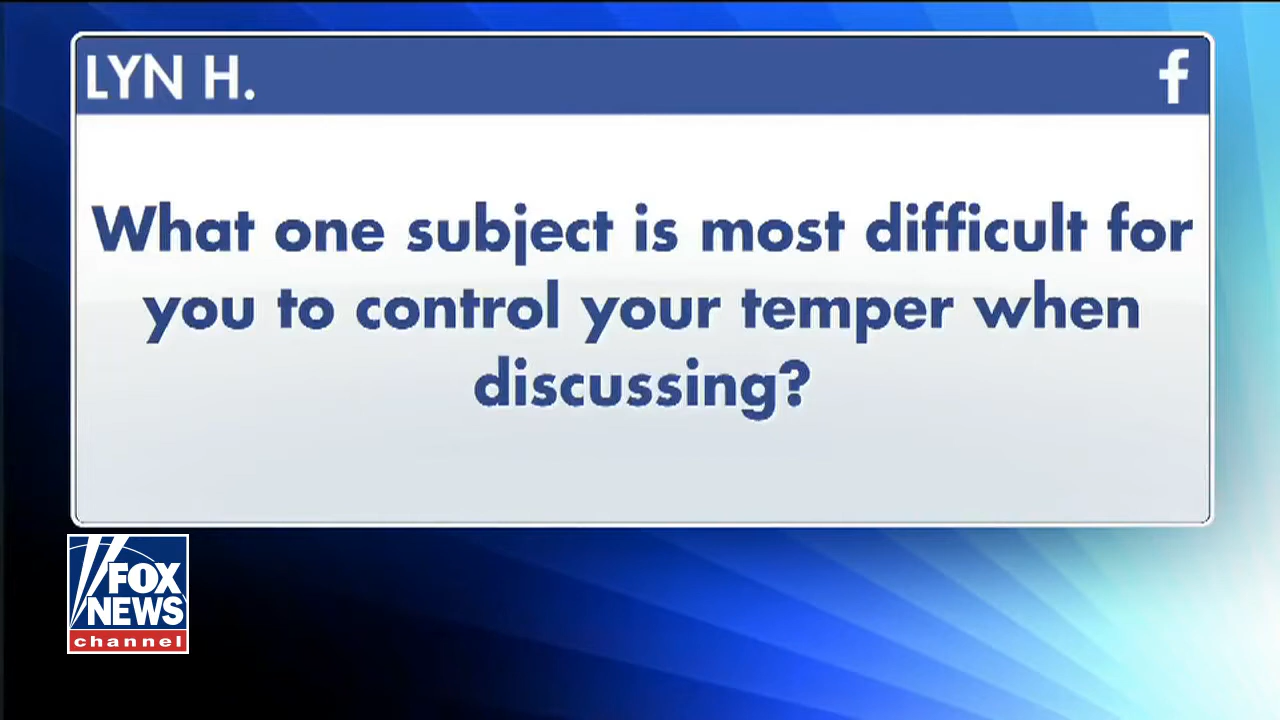 LYN H.
f
What one subject is most difficult for
you to control your temper when
discussing?
FOX
NEWS
channel